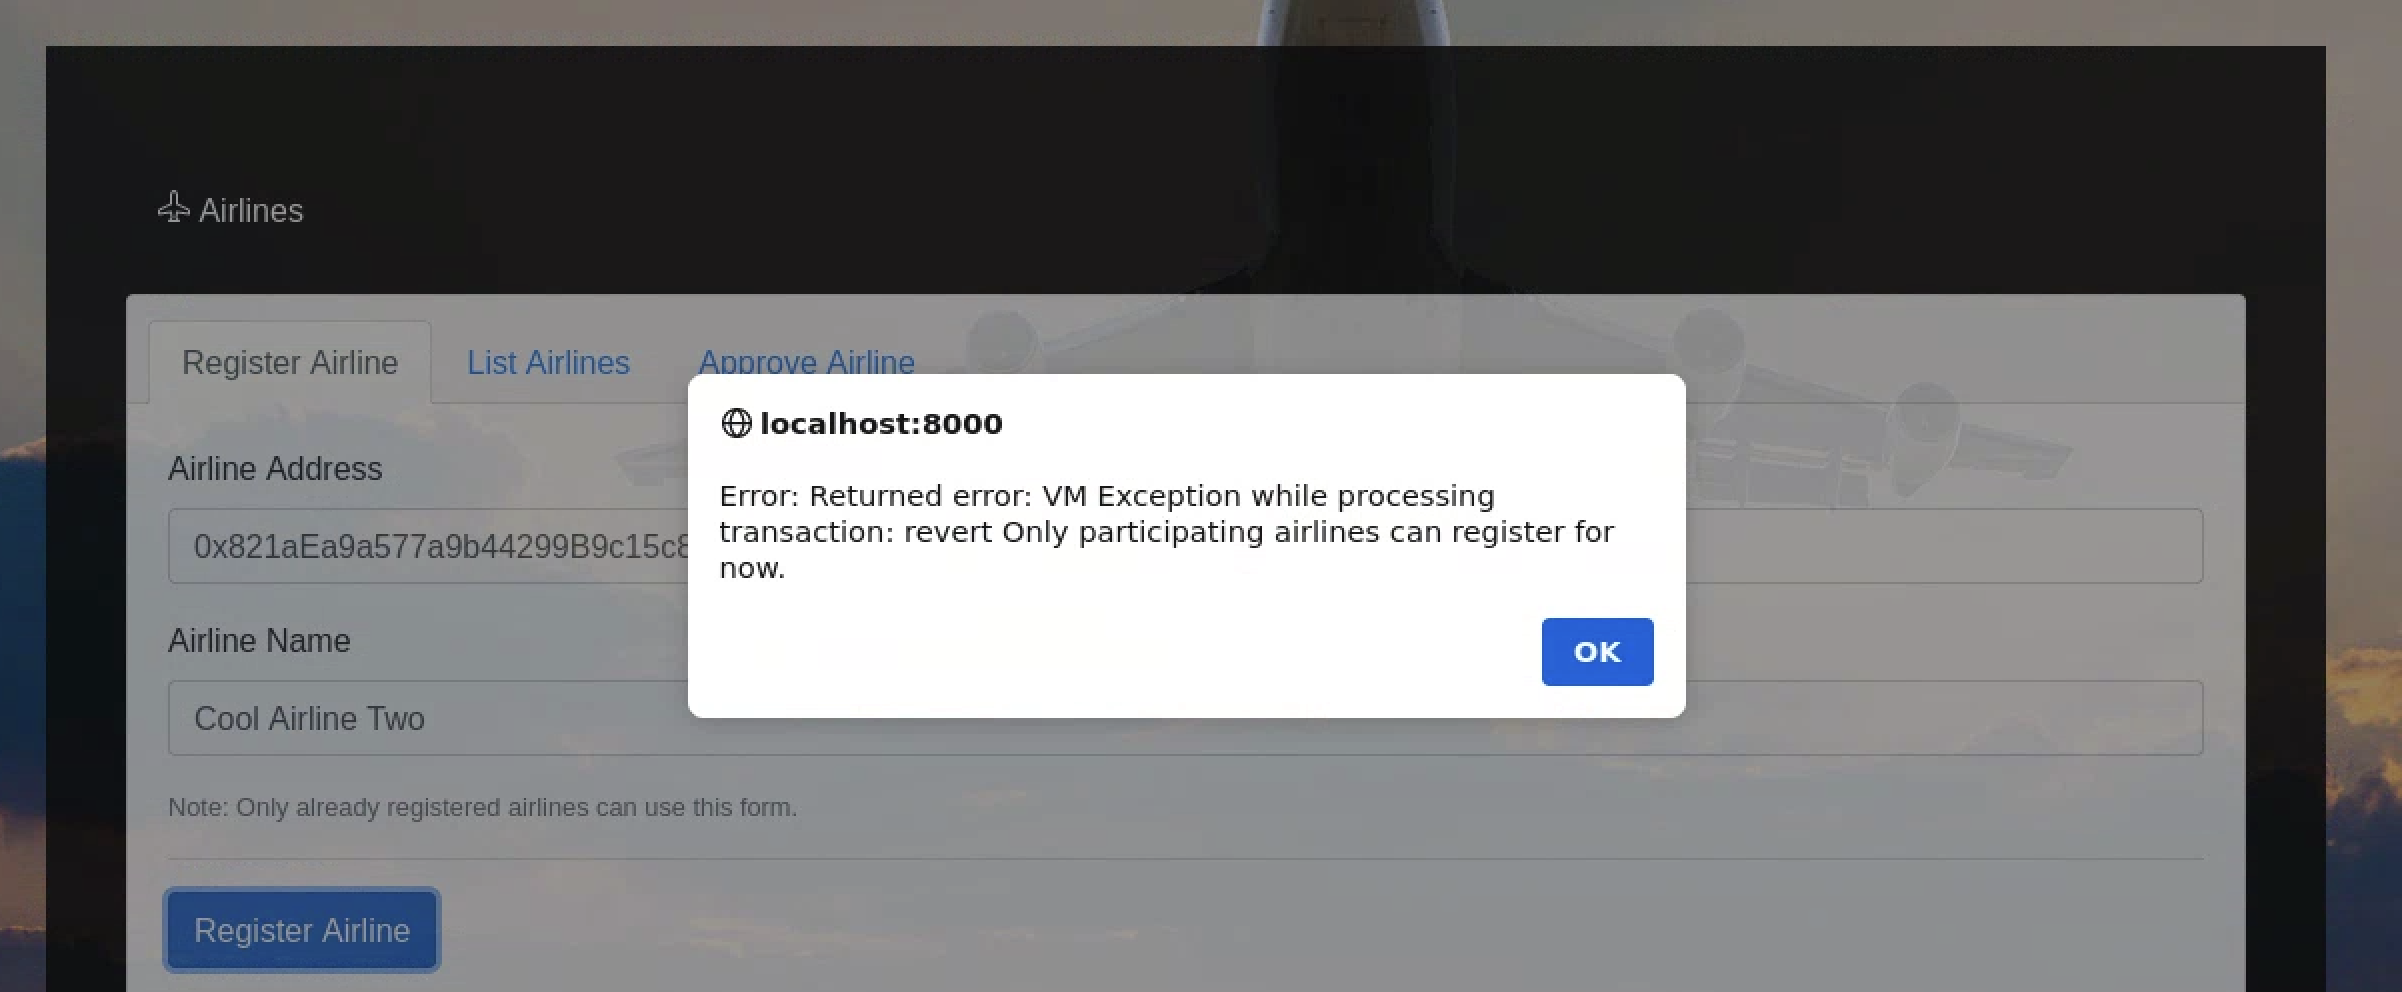 Airlines
Register Airline
List Airlines
Approve Airline
localhost:8000
Error: Returned error: VM Exception while processing
transaction: revert Only participating airlines can register for
now.
OK
Airline Address
0x821aEa9a577a9b44299B9c15c8
Airline Name
Cool Airline Two
Note: Only already registered airlines can use this form.
Register Airline